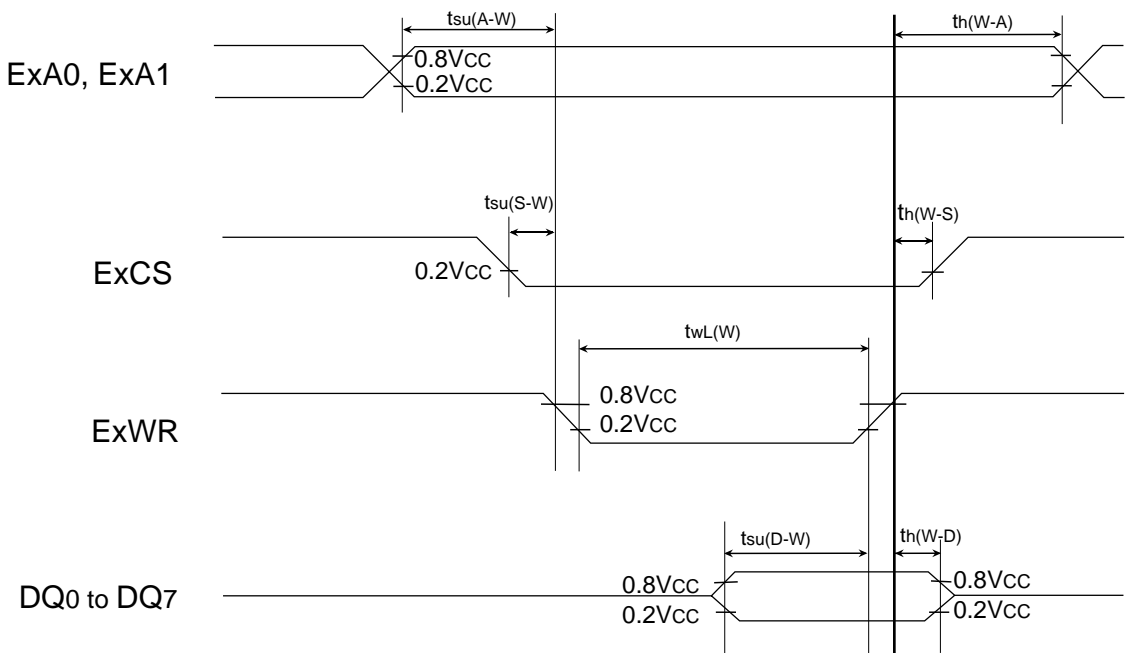 tsu(A-W)
th(W-A)
ExA0, ExA1
0.8VCC
0.2VCC
tsu(S-W)
th(W-S)
ExCS
0.2VCC
twL(W)
ExWR
0.8VCC
0.2VCC
tsu(D-W)
th(W-D)
DQ0 to DQ7
0.8VCC
0.2VCC
0.8VCC
0.2VCC